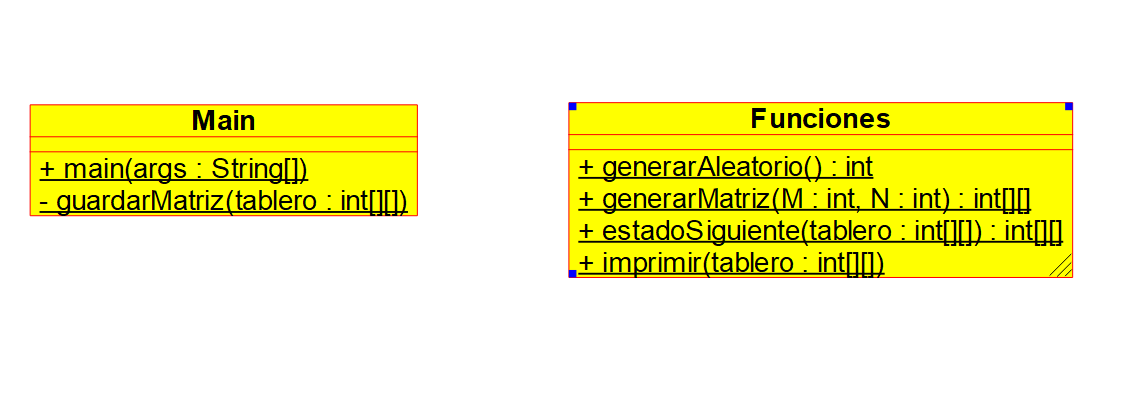 Main
+ main(args : String[])
- guardarMatriz(tablero : int[][])
Funciones
+ generarAleatorio() : int
+ generarMatriz(M : int, N : int) : int[][]
+ estadoSiguiente(tablero : int[][]) : int[][]
+ imprimir(tablero : int[][])